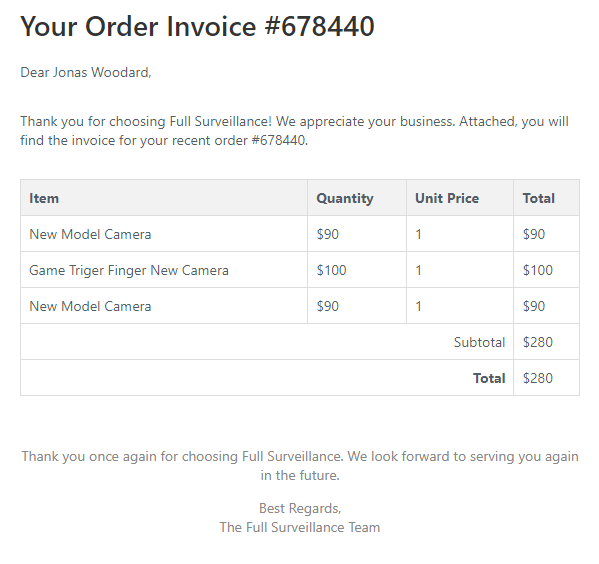 Your Order Invoice #678440
Dear Jonas Woodard,
Thank you for choosing Full Surveillance! We appreciate your business. Attached, you will
find the invoice for your recent order #678440.
Item Quantity Unit Price Total
New Model Camera $90 1 $90
Game Triger Finger New Camera $100 1 $100
New Model Camera $90 1 $90
Subtotal $280
Total $280
Thank you once again for choosing Full Surveillance. We look forward to serving you again
in the future.
Best Regards,
The Full Surveillance Team